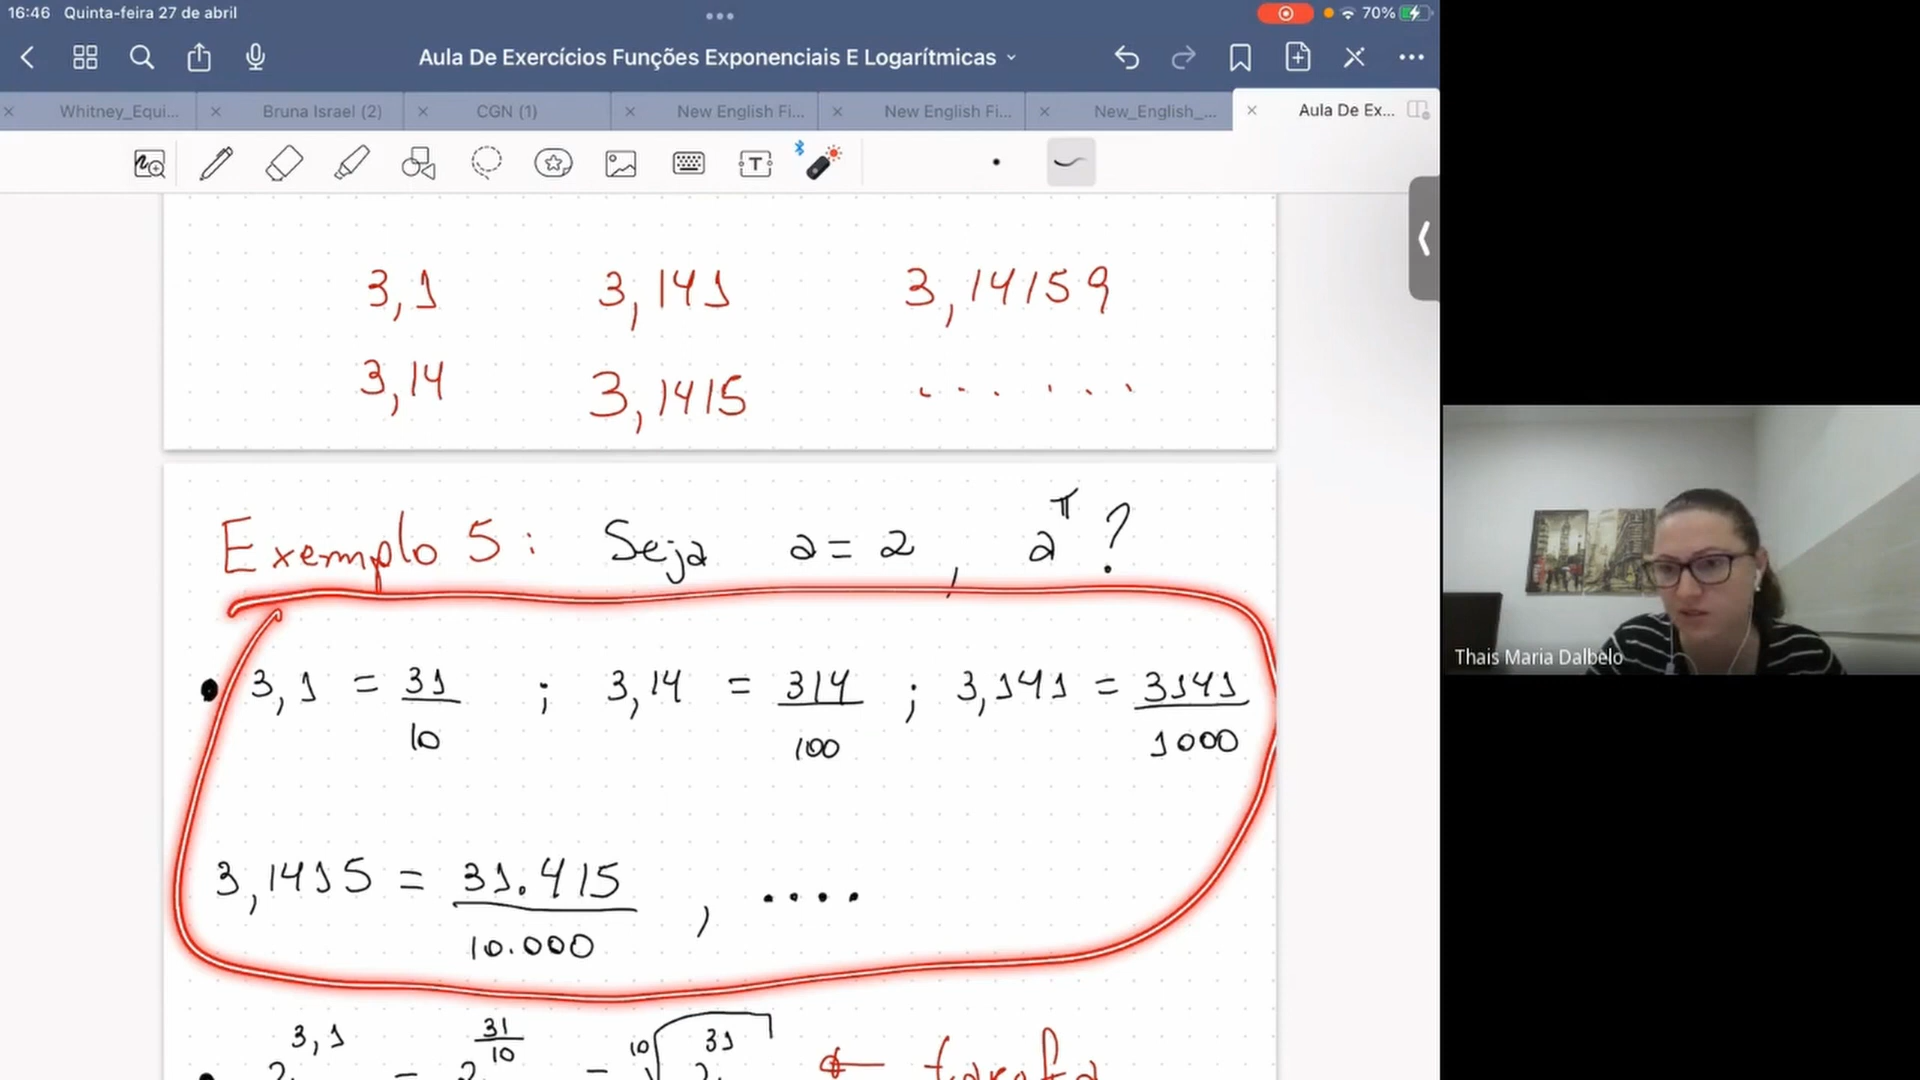 16:46 Quinta-feira 27 de abril 70%
Aula De Exercícios Funções Exponenciais E Logarítmicas
Whitney_Equi... Bruna Israel (2) CGN (1) New English Fi... New English Fi... New_English_... Aula De Ex...
3,1 3,141 3,14159
3,14 3,1415 ......
Exemplo 5: Seja a = 2, a^π ?
• 3,1 = 31/10 ; 3,14 = 314/100 ; 3,141 = 3141/1000
3,1415 = 31.415/10.000 , ....
• 2^3,1 = 2^31/10 = 10√2^31 ← tarefa
Thais Maria Dalbelo